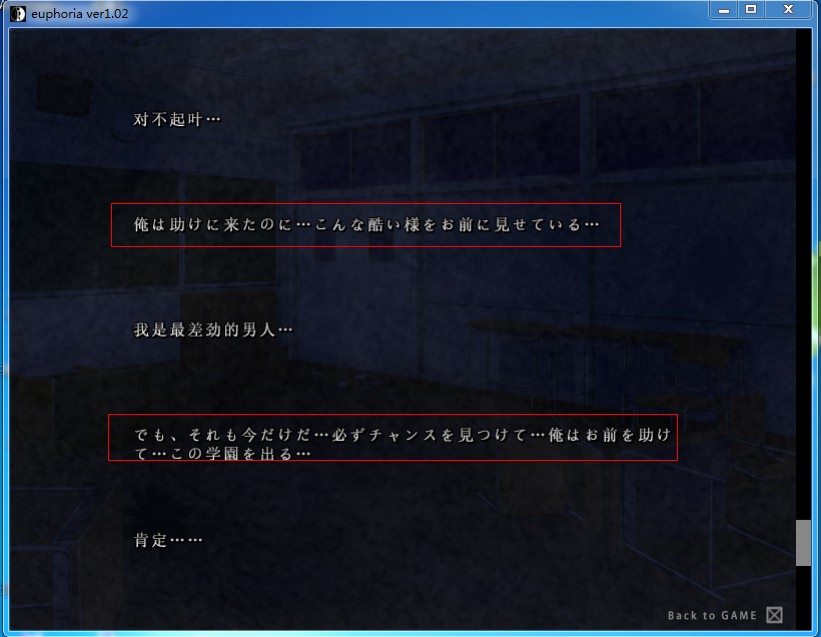 euphoria ver1.02
对不起叶…
俺は助けに来たのに…こんな酷い様をお前に見せている…
我是最差劲的男人…
でも、それも今だけだ…必ずチャンスを見つけて…俺はお前を助け
て…この学園を出る…
肯定……
Back to GAME